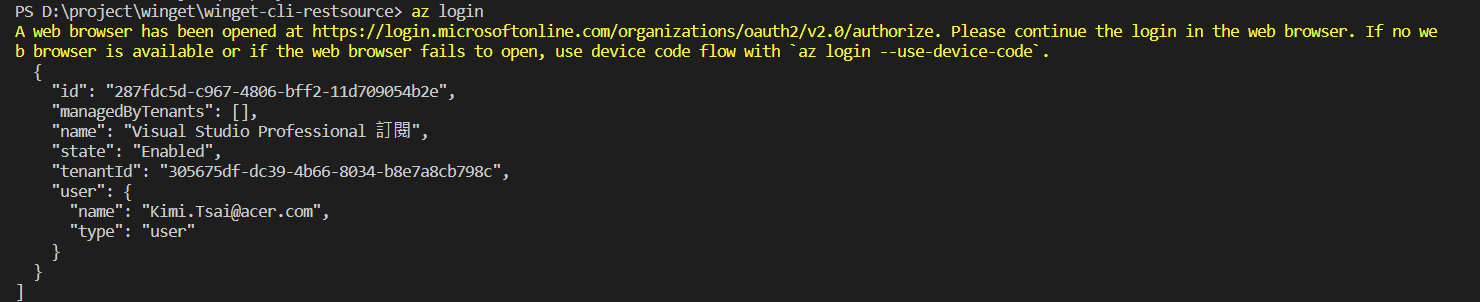 PS D:\project\winget\winget-cli-restsource> az login
A web browser has been opened at https://login.microsoftonline.com/organizations/oauth2/v2.0/authorize. Please continue the login in the web browser. If no we
b browser is available or if the web browser fails to open, use device code flow with `az login --use-device-code`.
  {
    "id": "287fdc5d-c967-4806-bff2-11d709054b2e",
    "managedByTenants": [],
    "name": "Visual Studio Professional 訂閱",
    "state": "Enabled",
    "tenantId": "305675df-dc39-4b66-8034-b8e7a8cb798c",
    "user": {
      "name": "Kimi.Tsai@acer.com",
      "type": "user"
    }
  }
]